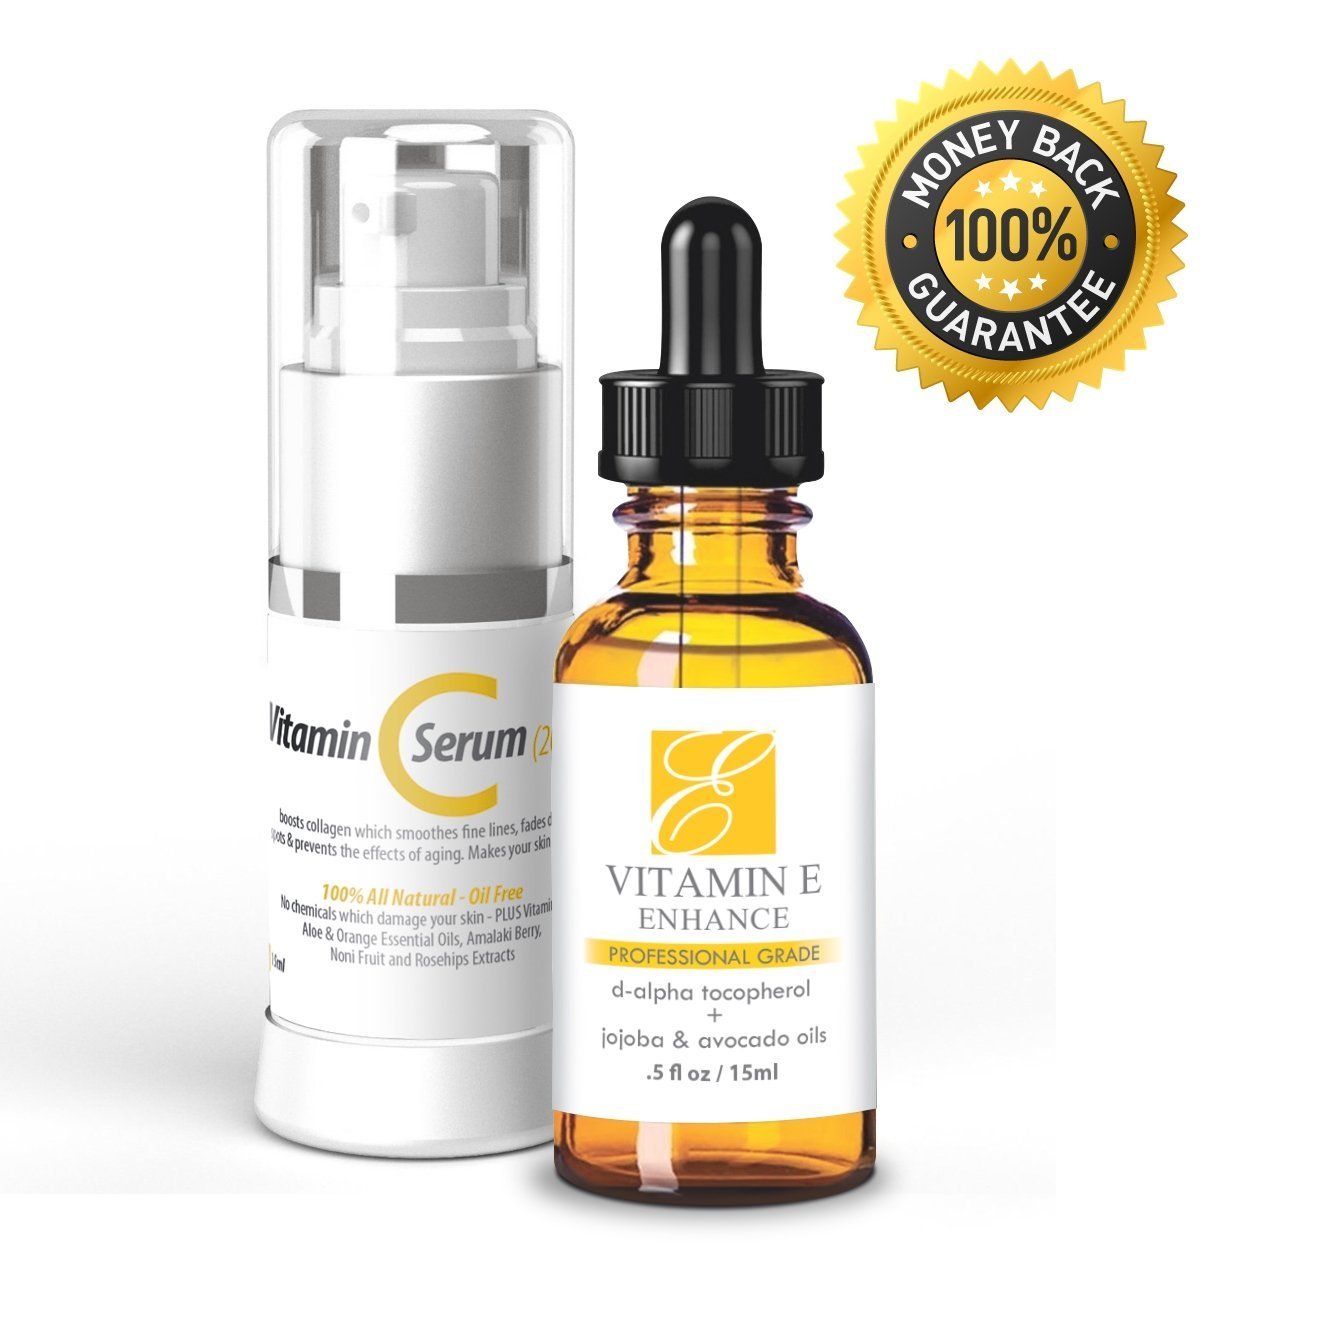 MONEY BACK
100%
GUARANTEE
Vitamin C Serum
boosts collagen which smoothes fine lines, fades
& prevents the effects of aging. Makes your skin
100% All Natural - Oil Free
No chemicals which damage your skin - PLUS Vitamin
Aloe & Orange Essential Oils, Amalaki Berry,
Noni Fruit and Rosehips Extracts
15ml
E
VITAMIN E
ENHANCE
PROFESSIONAL GRADE
d-alpha tocopherol
+
jojoba & avocado oils
.5 fl oz / 15ml